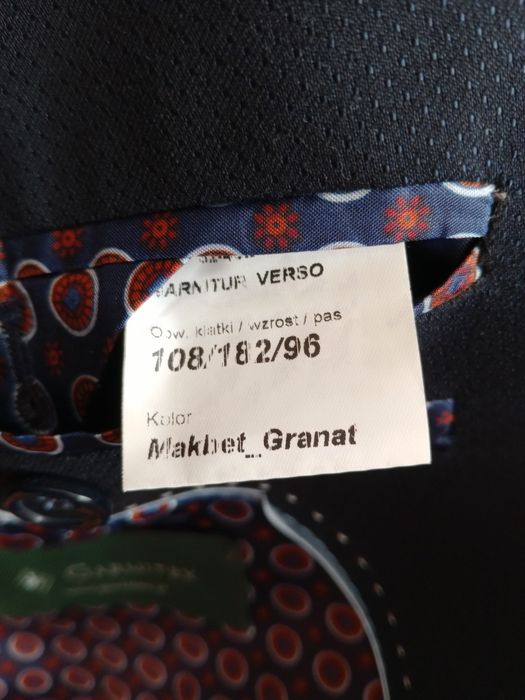 GARNITUR VERSO
Obw. klatki / wzrost / pas
108/182/96
Kolor
Makbet_Granat